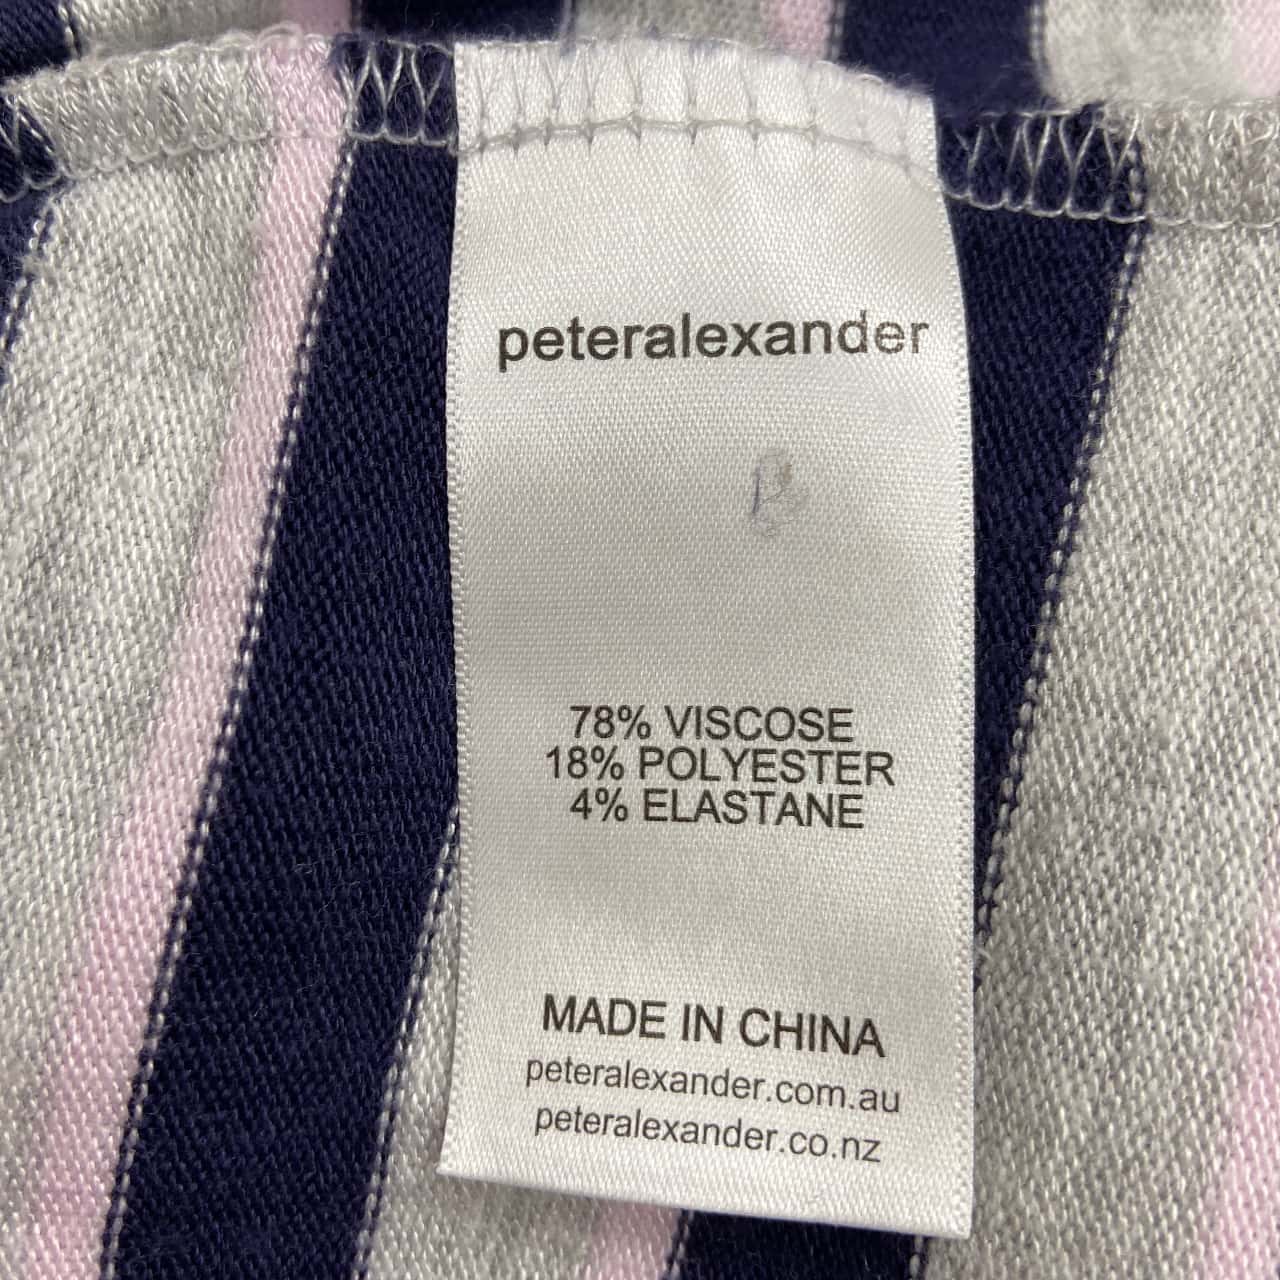 peteralexander
78% VISCOSE
18% POLYESTER
4% ELASTANE
MADE IN CHINA
peteralexander.com.au
peteralexander.co.nz